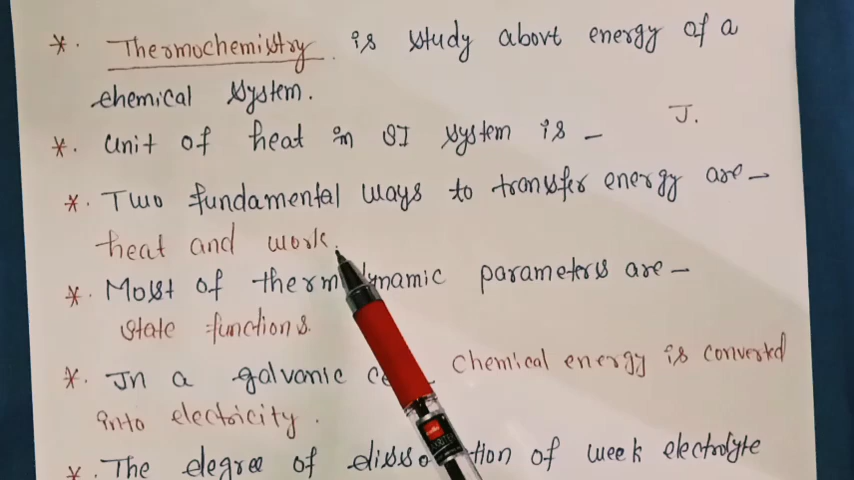 *. Thermochemistry. is study about energy of a
chemical system.
*. Unit of heat in SI system is – J.
*. Two fundamental ways to transfer energy are –
heat and work.
*. Most of thermodynamic parameters are –
state functions.
*. In a galvanic chemical energy is converted
into electricity.
*. The degree of of week electrolyte